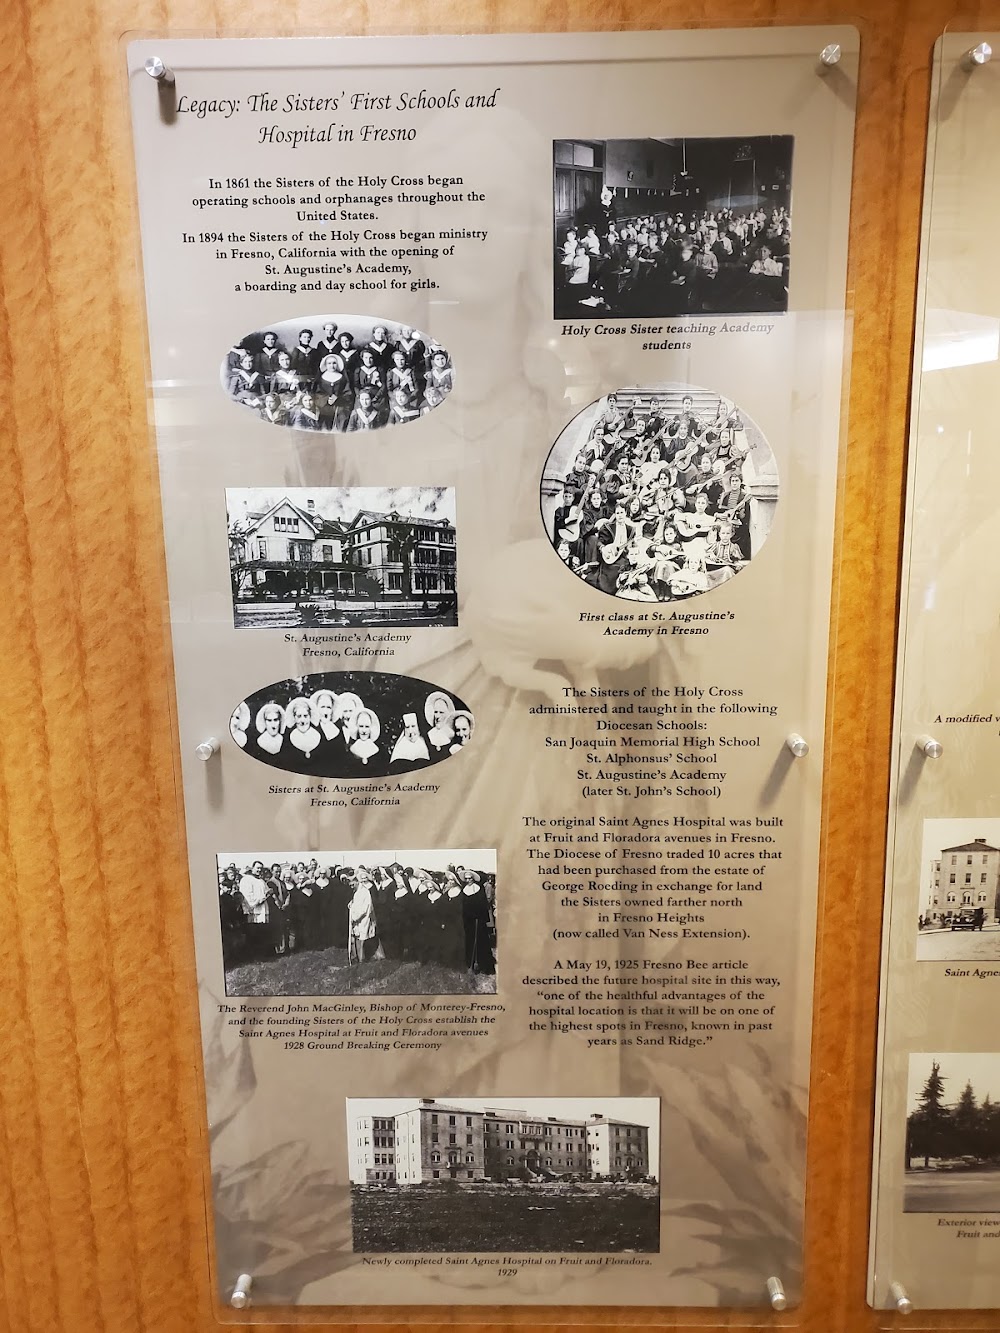 Legacy: The Sisters' First Schools and
Hospital in Fresno
In 1861 the Sisters of the Holy Cross began
operating schools and orphanages throughout the
United States.
In 1894 the Sisters of the Holy Cross began ministry
in Fresno, California with the opening of
St. Augustine's Academy,
a boarding and day school for girls.
St. Augustine's Academy
Fresno, California
Sisters at St. Augustine's Academy
Fresno, California
The Reverend John MacGinley, Bishop of Monterey-Fresno,
and the founding Sisters of the Holy Cross establish the
Saint Agnes Hospital at Fruit and Floradora avenues
1928 Ground Breaking Ceremony
Holy Cross Sister teaching Academy
students
First class at St. Augustine's
Academy in Fresno
The Sisters of the Holy Cross
administered and taught in the following
Diocesan Schools:
San Joaquin Memorial High School
St. Alphonsus' School
St. Augustine's Academy
(later St. John's School)
The original Saint Agnes Hospital was built
at Fruit and Floradora avenues in Fresno.
The Diocese of Fresno traded 10 acres that
had been purchased from the estate of
George Roeding in exchange for land
the Sisters owned farther north
in Fresno Heights
(now called Van Ness Extension).
A May 19, 1925 Fresno Bee article
described the future hospital site in this way,
"one of the healthful advantages of the
hospital location is that it will be on one of
the highest spots in Fresno, known in past
years as Sand Ridge."
Newly completed Saint Agnes Hospital on Fruit and Floradora.
1929
A modified
Saint Agnes
Exterior view
Fruit and